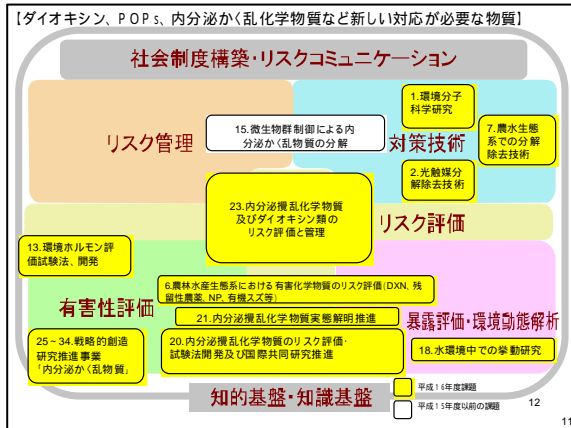 【ダイオキシン、POPs、内分泌かく乱化学物質など新しい対応が必要な物質】
社会制度構築・リスクコミュニケーション
1.環境分子
科学研究
リスク管理
15.微生物群制御による内
分泌かく乱物質の分解
対策技術
7.農水生態
系での分解
除去技術
2.光触媒分
解除去技術
23.内分泌攪乱化学物質
及びダイオキシン類の
リスク評価と管理
リスク評価
13.環境ホルモン評
価試験法、開発
6.農林水産生態系における有害化学物質のリスク評価(DXN、残
留性農薬、NP、有機スズ等)
有害性評価
21.内分泌攪乱化学物質実態解明推進
暴露評価・環境動態解析
25~34.戦略的創造
研究推進事業
「内分泌かく乱物質」
20.内分泌攪乱化学物質のリスク評価・
試験法開発及び国際共同研究推進
18.水環境中での挙動研究
知的基盤・知識基盤
平成16年度課題
平成15年度以前の課題
12
11